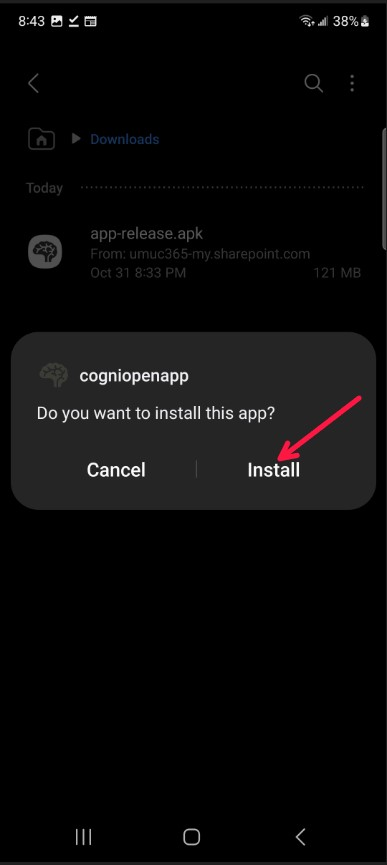 8:43 38%
Downloads
Today
app-release.apk
From: umuc365-my.sharepoint.com
Oct 31 8:33 PM 121 MB
cogniopenapp
Do you want to install this app?
Cancel Install